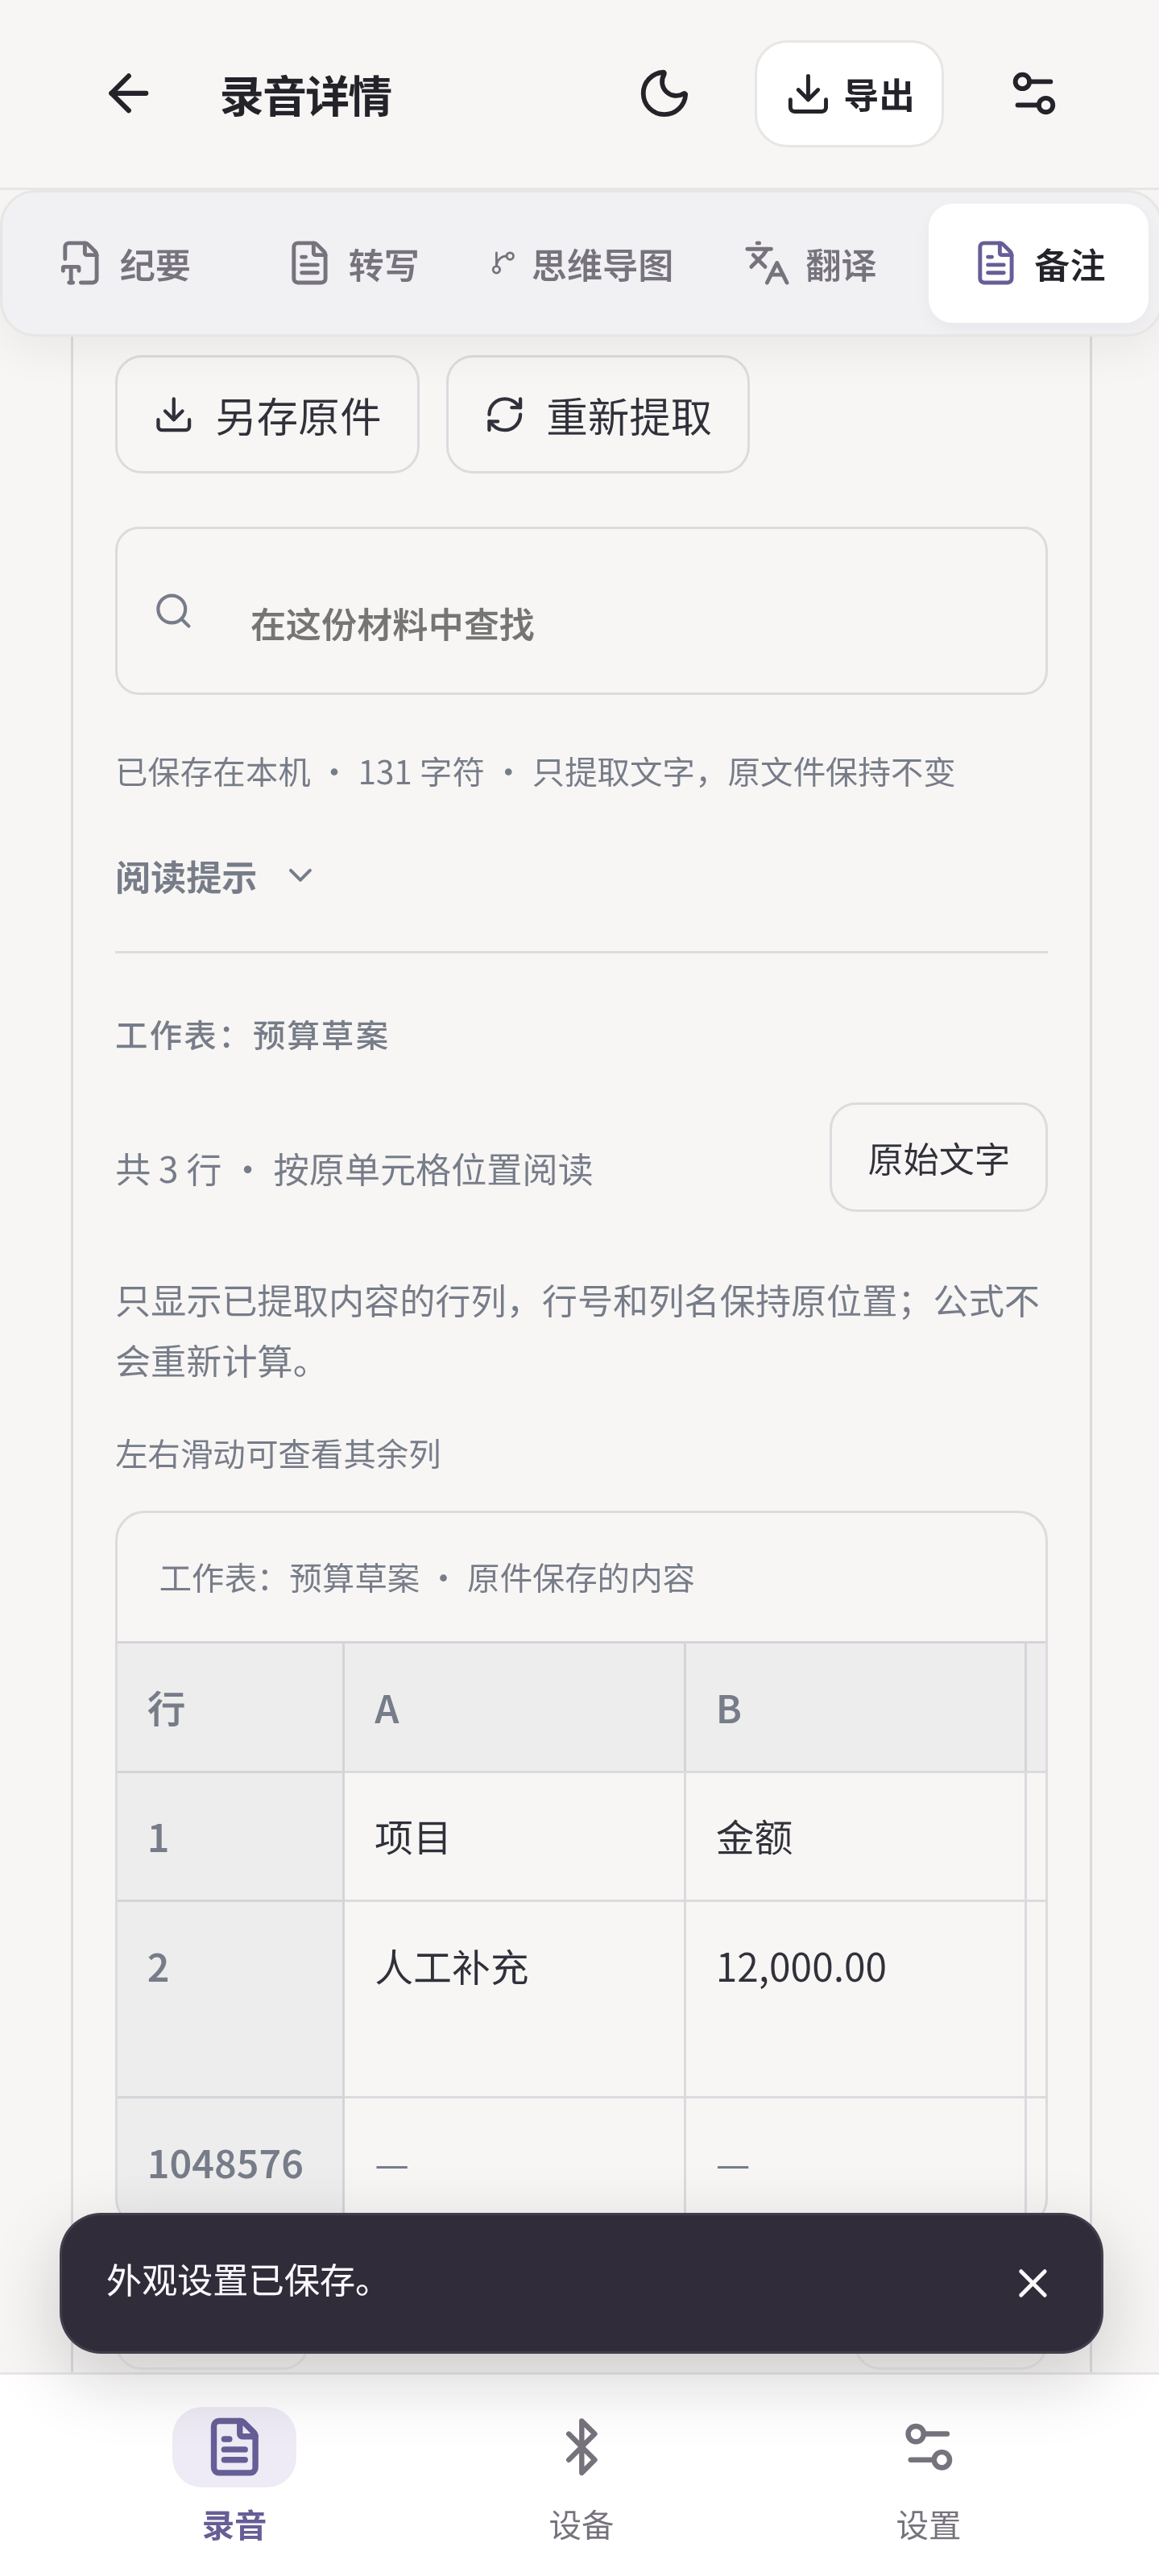 录音详情
导出
纪要
转写
思维导图
翻译
备注
另存原件
重新提取
在这份材料中查找
已保存在本机 · 131 字符 · 只提取文字，原文件保持不变
阅读提示
工作表：预算草案
共 3 行 · 按原单元格位置阅读
原始文字
只显示已提取内容的行列，行号和列名保持原位置；公式不
会重新计算。
左右滑动可查看其余列
工作表：预算草案 · 原件保存的内容
行 A B
1 项目 金额
2 人工补充 12,000.00
1048576 — —
外观设置已保存。
录音
设备
设置